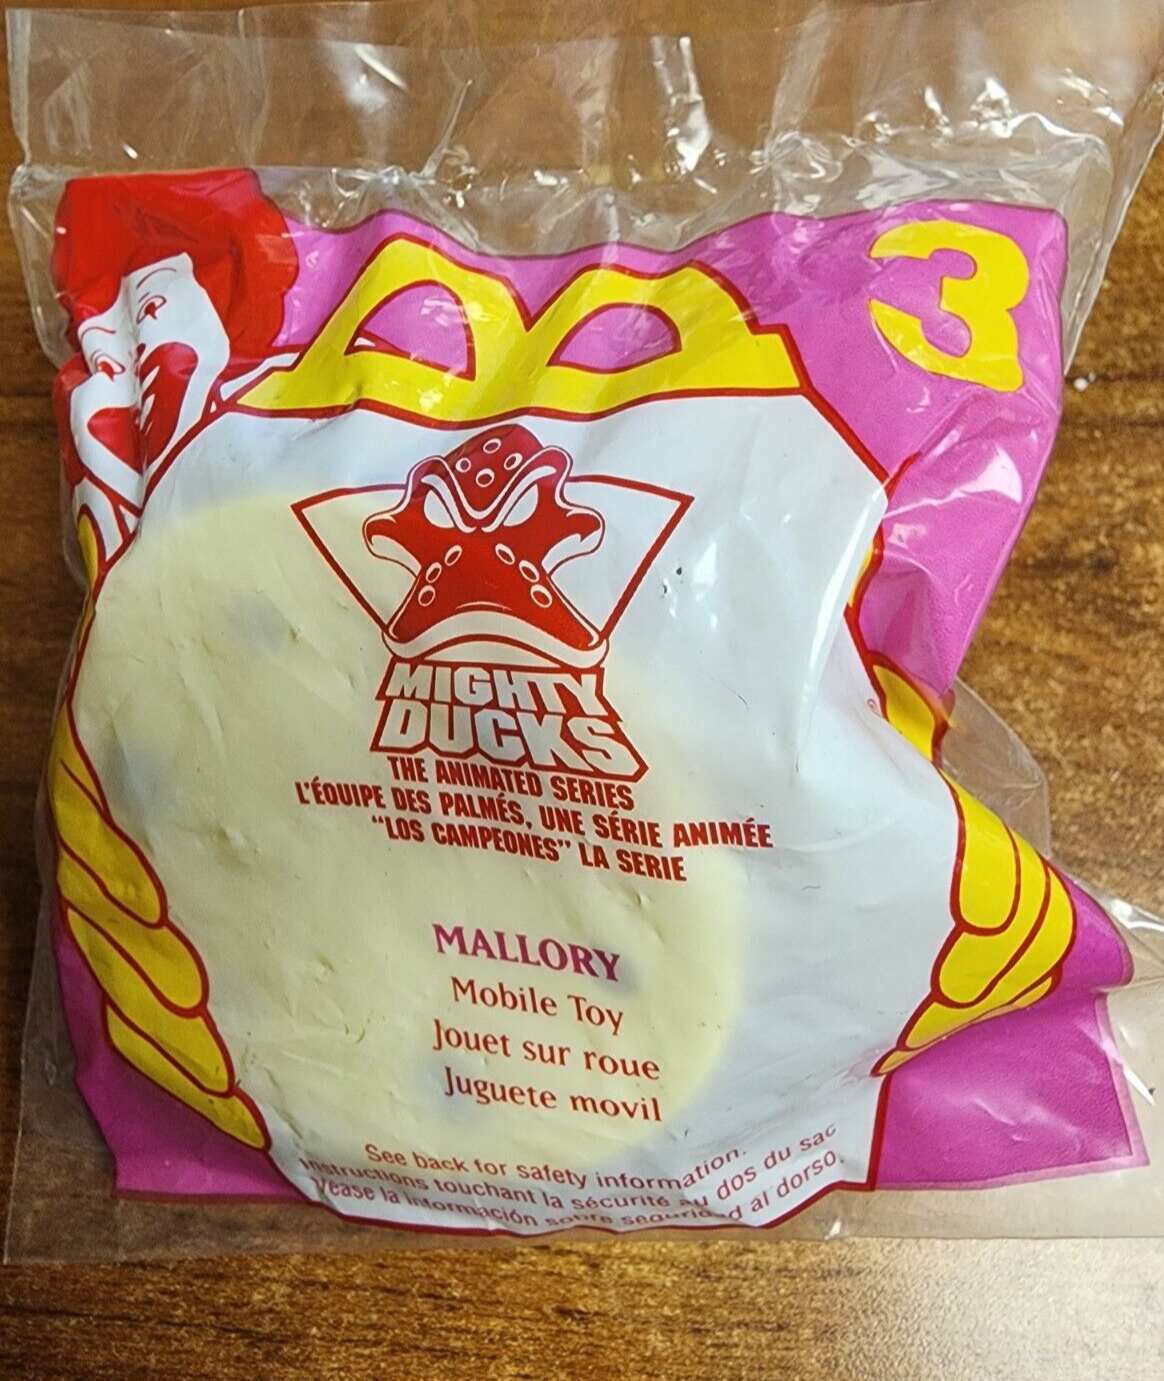 3
MIGHTY
DUCKS
THE ANIMATED SERIES
L'ÉQUIPE DES PALMÉS, UNE SÉRIE ANIMÉE
"LOS CAMPEONES" LA SERIE
MALLORY
Mobile Toy
Jouet sur roue
Juguete movil
See back for safety information.
Instructions touchant la sécurité au dos du sac
Véase la información sobre seguridad al dorso.